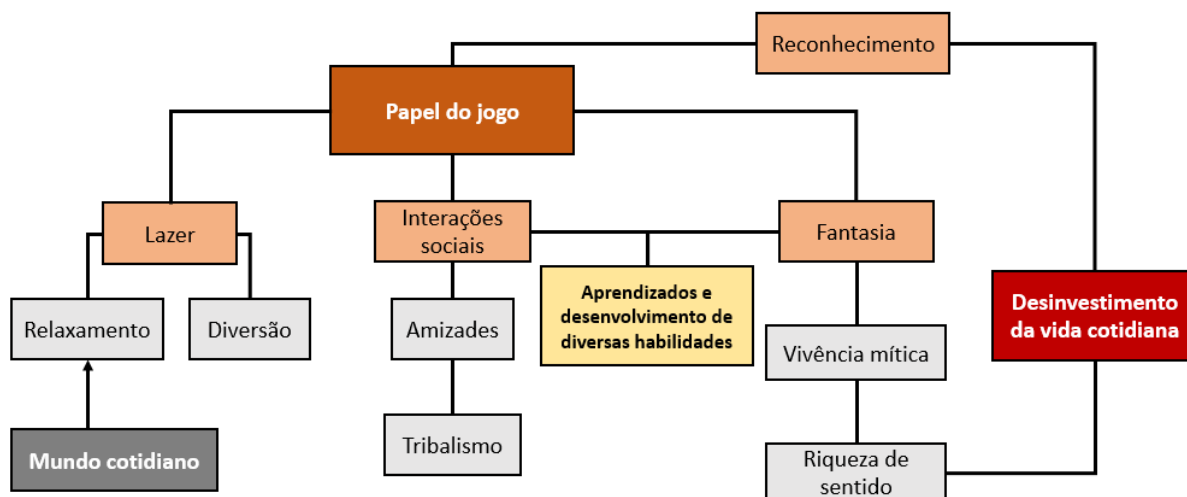 Reconhecimento
Papel do jogo
Lazer
Interações
sociais
Fantasia
Aprendizados e
desenvolvimento de
diversas habilidades
Desinvestimento
da vida cotidiana
Relaxamento
Diversão
Amizades
Vivência mítica
Mundo cotidiano
Tribalismo
Riqueza de
sentido